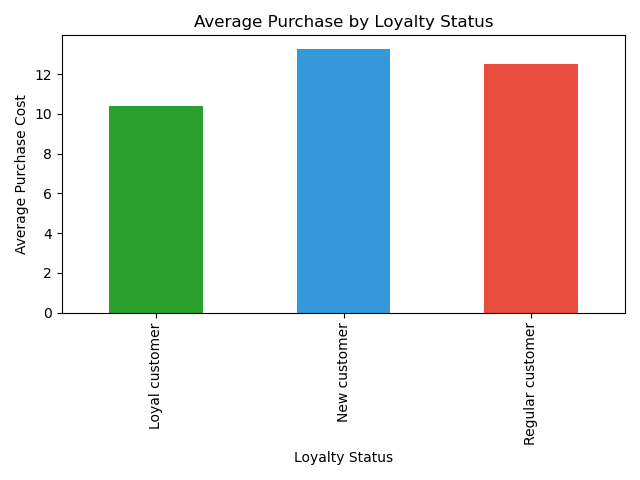 Average Purchase by Loyalty Status
Average Purchase Cost
12
10
8
6
4
2
0
Loyal customer
New customer
Regular customer
Loyalty Status